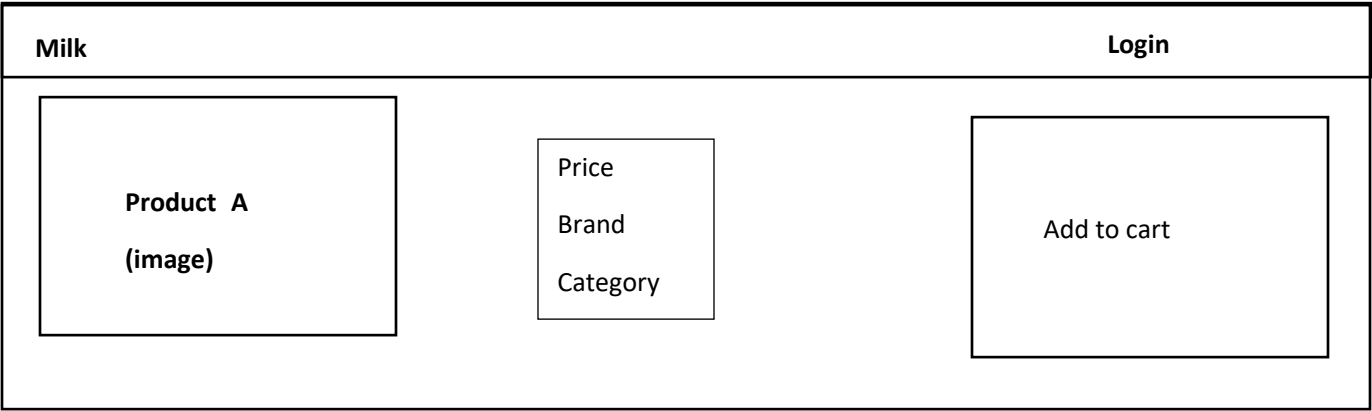 Milk
Login
Product A
(image)
Price
Brand
Category
Add to cart